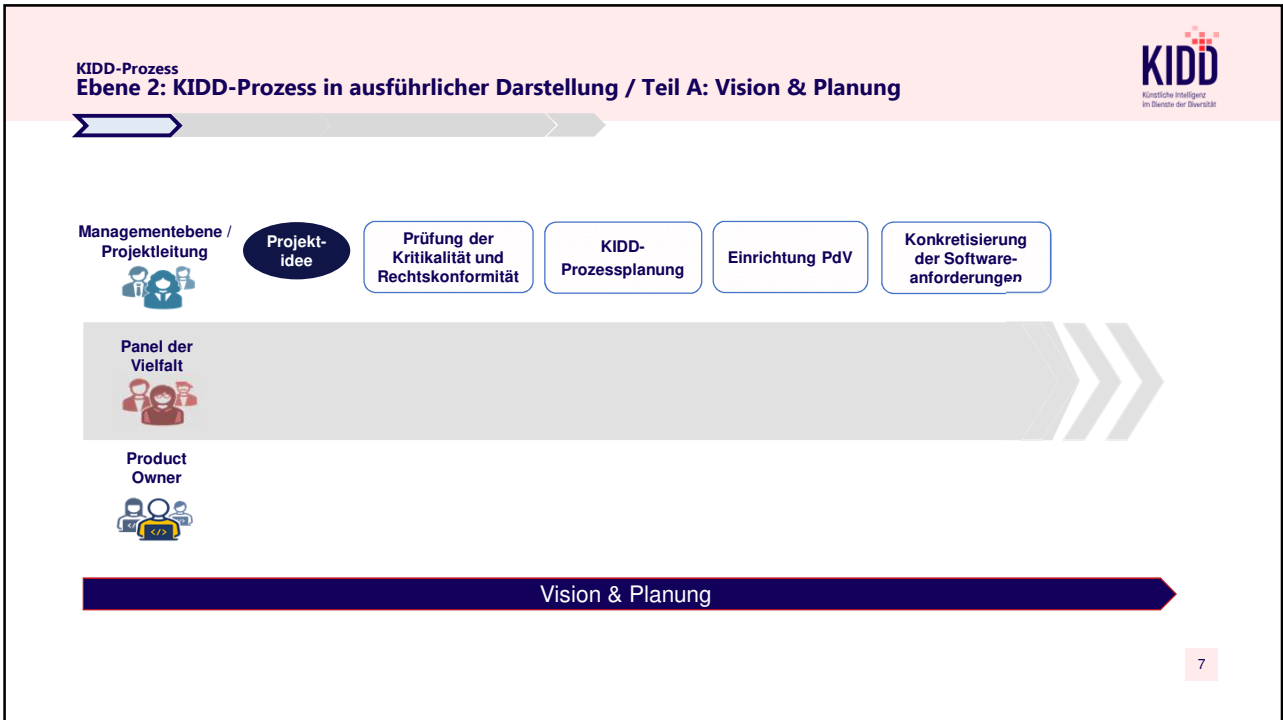 KIDD-Prozess
Ebene 2: KIDD-Prozess in ausführlicher Darstellung / Teil A: Vision & Planung
KIDD
Künstliche Intelligenz
im Dienste der Diversität
Managementebene /
Projektleitung
Projekt-
idee
Prüfung der
Kritikalität und
Rechtskonformität
KIDD-
Prozessplanung
Einrichtung PdV
Konkretisierung
der Software-
anforderungen
Panel der
Vielfalt
Product
Owner
</>
Vision & Planung
7